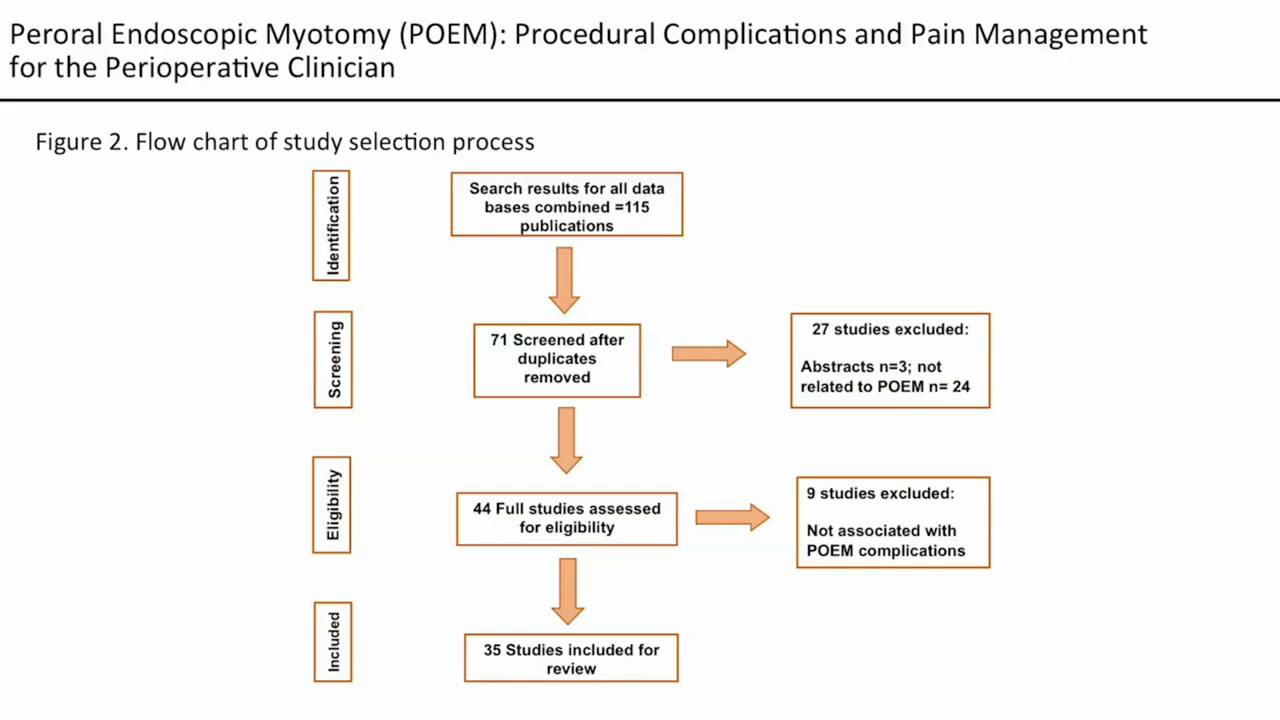 Peroral Endoscopic Myotomy (POEM): Procedural Complications and Pain Management
for the Perioperative Clinician
Figure 2. Flow chart of study selection process
Identification
Search results for all data
bases combined =115
publications
Screening
71 Screened after
duplicates
removed
27 studies excluded:
Abstracts n=3; not
related to POEM n= 24
Eligibility
44 Full studies assessed
for eligibility
9 studies excluded:
Not associated with
POEM complications
Included
35 Studies included for
review